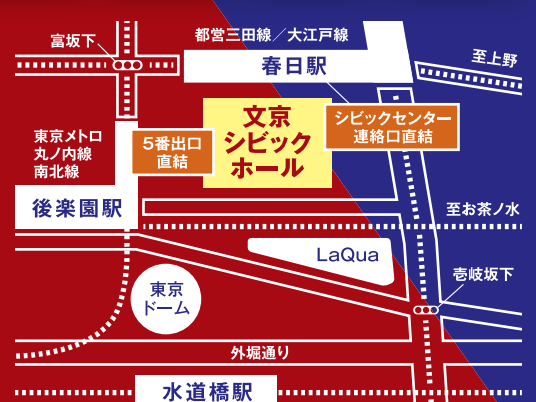 都営三田線／大江戸線
富坂下
春日駅
至上野
文京
シビック
ホール
シビックセンター
連絡口直結
東京メトロ
丸ノ内線
南北線
5番出口
直結
後楽園駅
至お茶ノ水
LaQua
壱岐坂下
東京
ドーム
外堀通り
水道橋駅